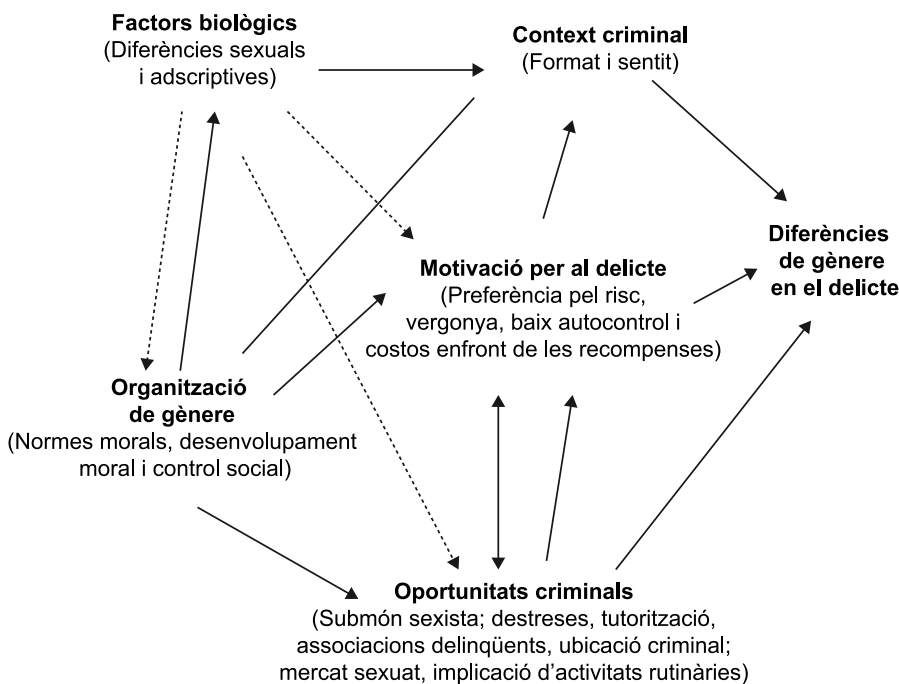 Factors biològics
(Diferències sexuals
i adscriptives)
Context criminal
(Format i sentit)
Diferències
de gènere
en el delicte
Motivació per al delicte
(Preferència pel risc,
vergonya, baix autocontrol i
costos enfront de les recompenses)
Organització
de gènere
(Normes morals, desenvolupament
moral i control social)
Oportunitats criminals
(Submón sexista; destreses, tutorització,
associacions delinqüents, ubicació criminal;
mercat sexuat, implicació d'activitats rutinàries)